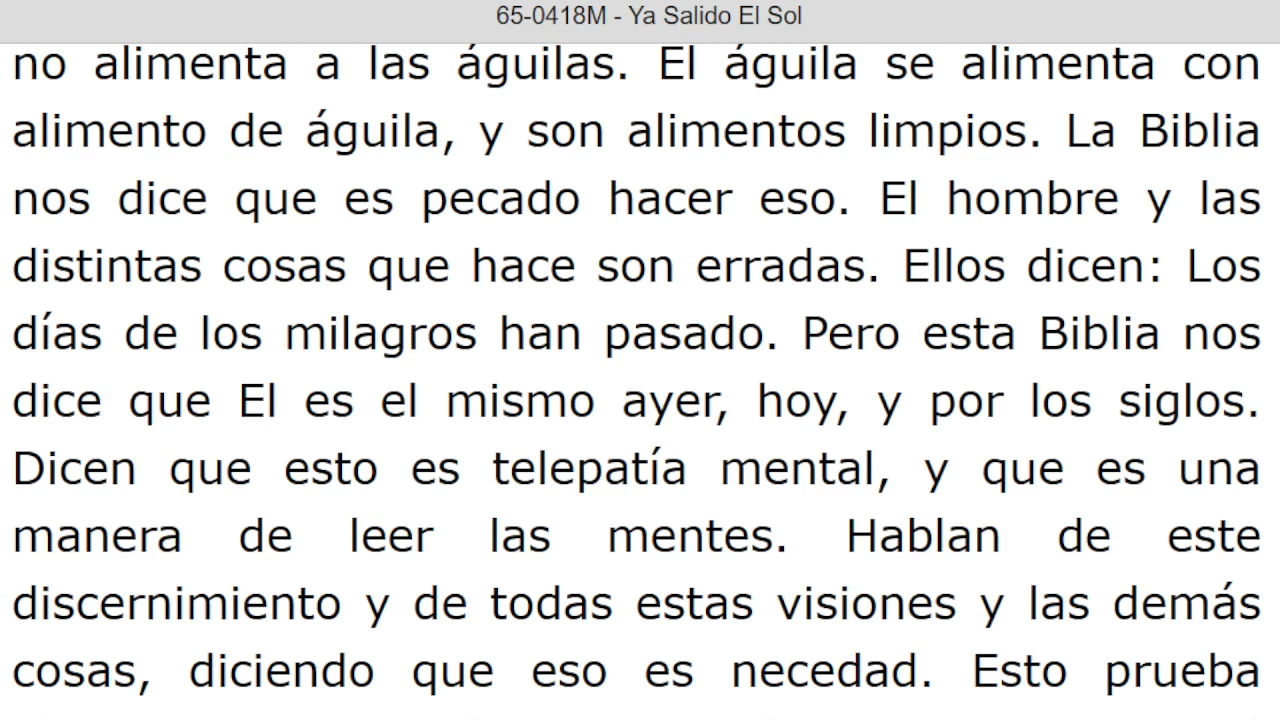 65-0418M - Ya Salido El Sol
no alimenta a las águilas. El águila se alimenta con
alimento de águila, y son alimentos limpios. La Biblia
nos dice que es pecado hacer eso. El hombre y las
distintas cosas que hace son erradas. Ellos dicen: Los
días de los milagros han pasado. Pero esta Biblia nos
dice que El es el mismo ayer, hoy, y por los siglos.
Dicen que esto es telepatía mental, y que es una
manera de leer las mentes. Hablan de este
discernimiento y de todas estas visiones y las demás
cosas, diciendo que eso es necedad. Esto prueba